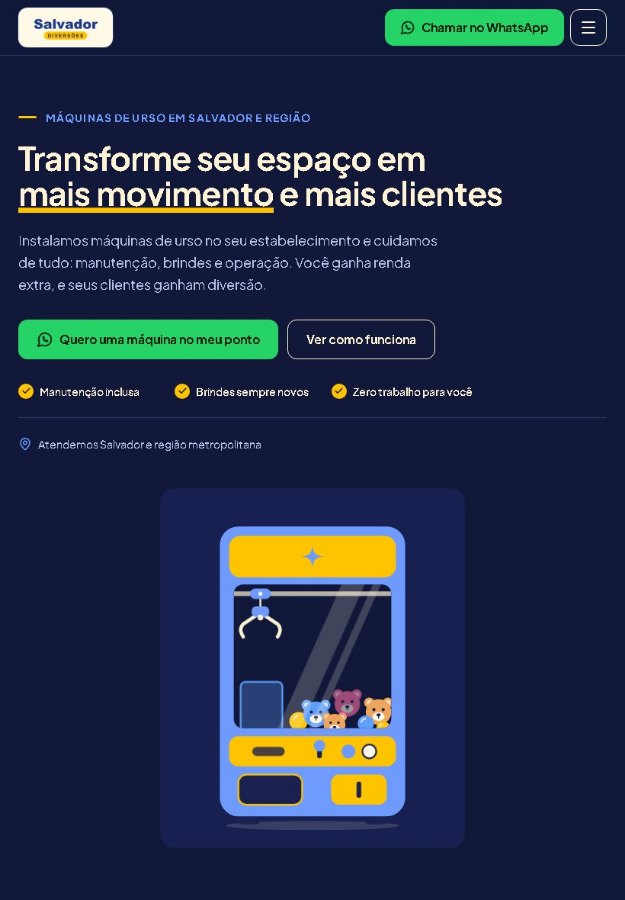 Salvador
DIVERSÕES
Chamar no WhatsApp
MÁQUINAS DE URSO EM SALVADOR E REGIÃO
Transforme seu espaço em
mais movimento e mais clientes
Instalamos máquinas de urso no seu estabelecimento e cuidamos
de tudo: manutenção, brindes e operação. Você ganha renda
extra, e seus clientes ganham diversão.
Quero uma máquina no meu ponto
Ver como funciona
Manutenção inclusa
Brindes sempre novos
Zero trabalho para você
Atendemos Salvador e região metropolitana